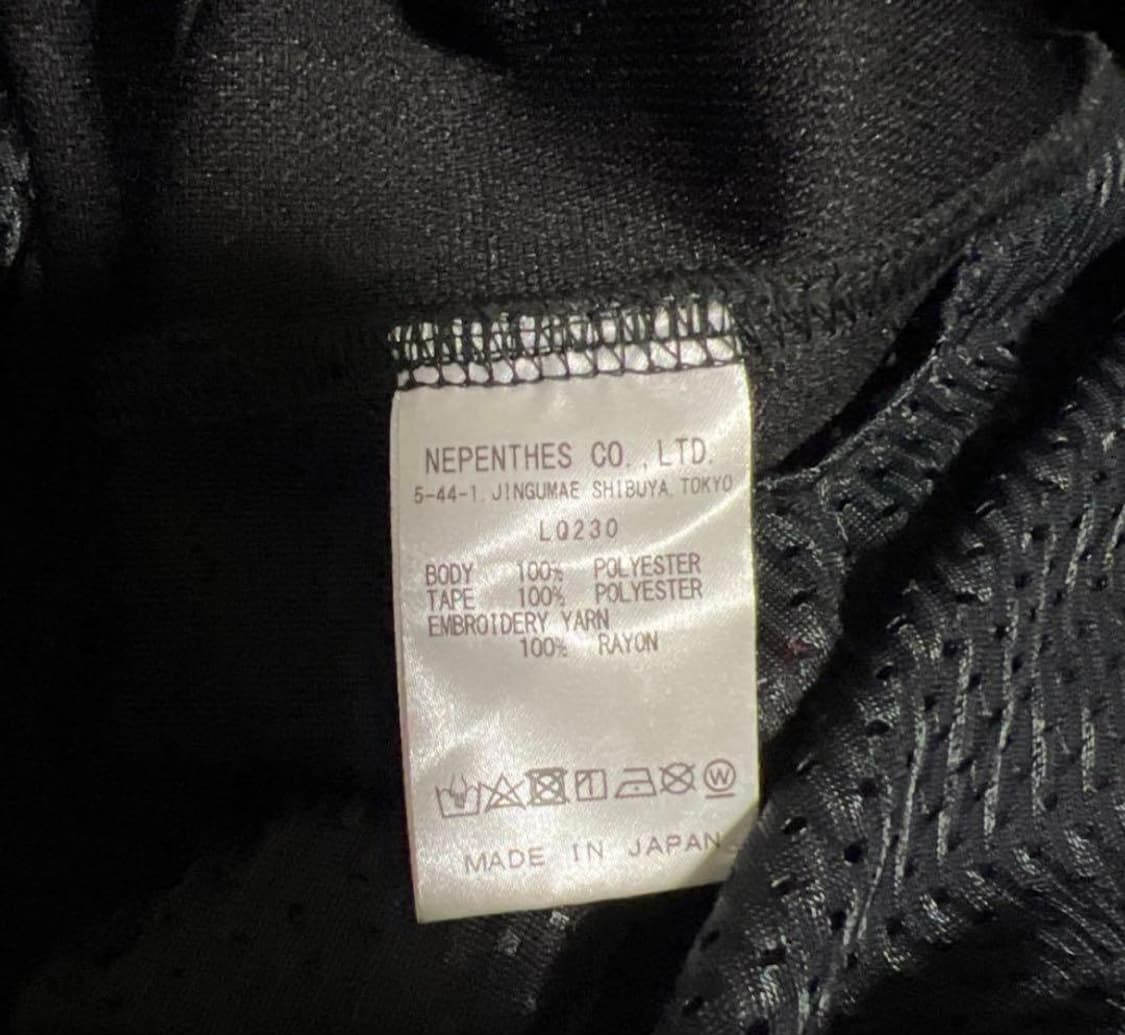 NEPENTHES CO.,LTD.
5-44-1,JINGUMAE SHIBUYA,TOKYO
LQ230
BODY 100% POLYESTER
TAPE 100% POLYESTER
EMBROIDERY YARN
100% RAYON
W
MADE IN JAPAN